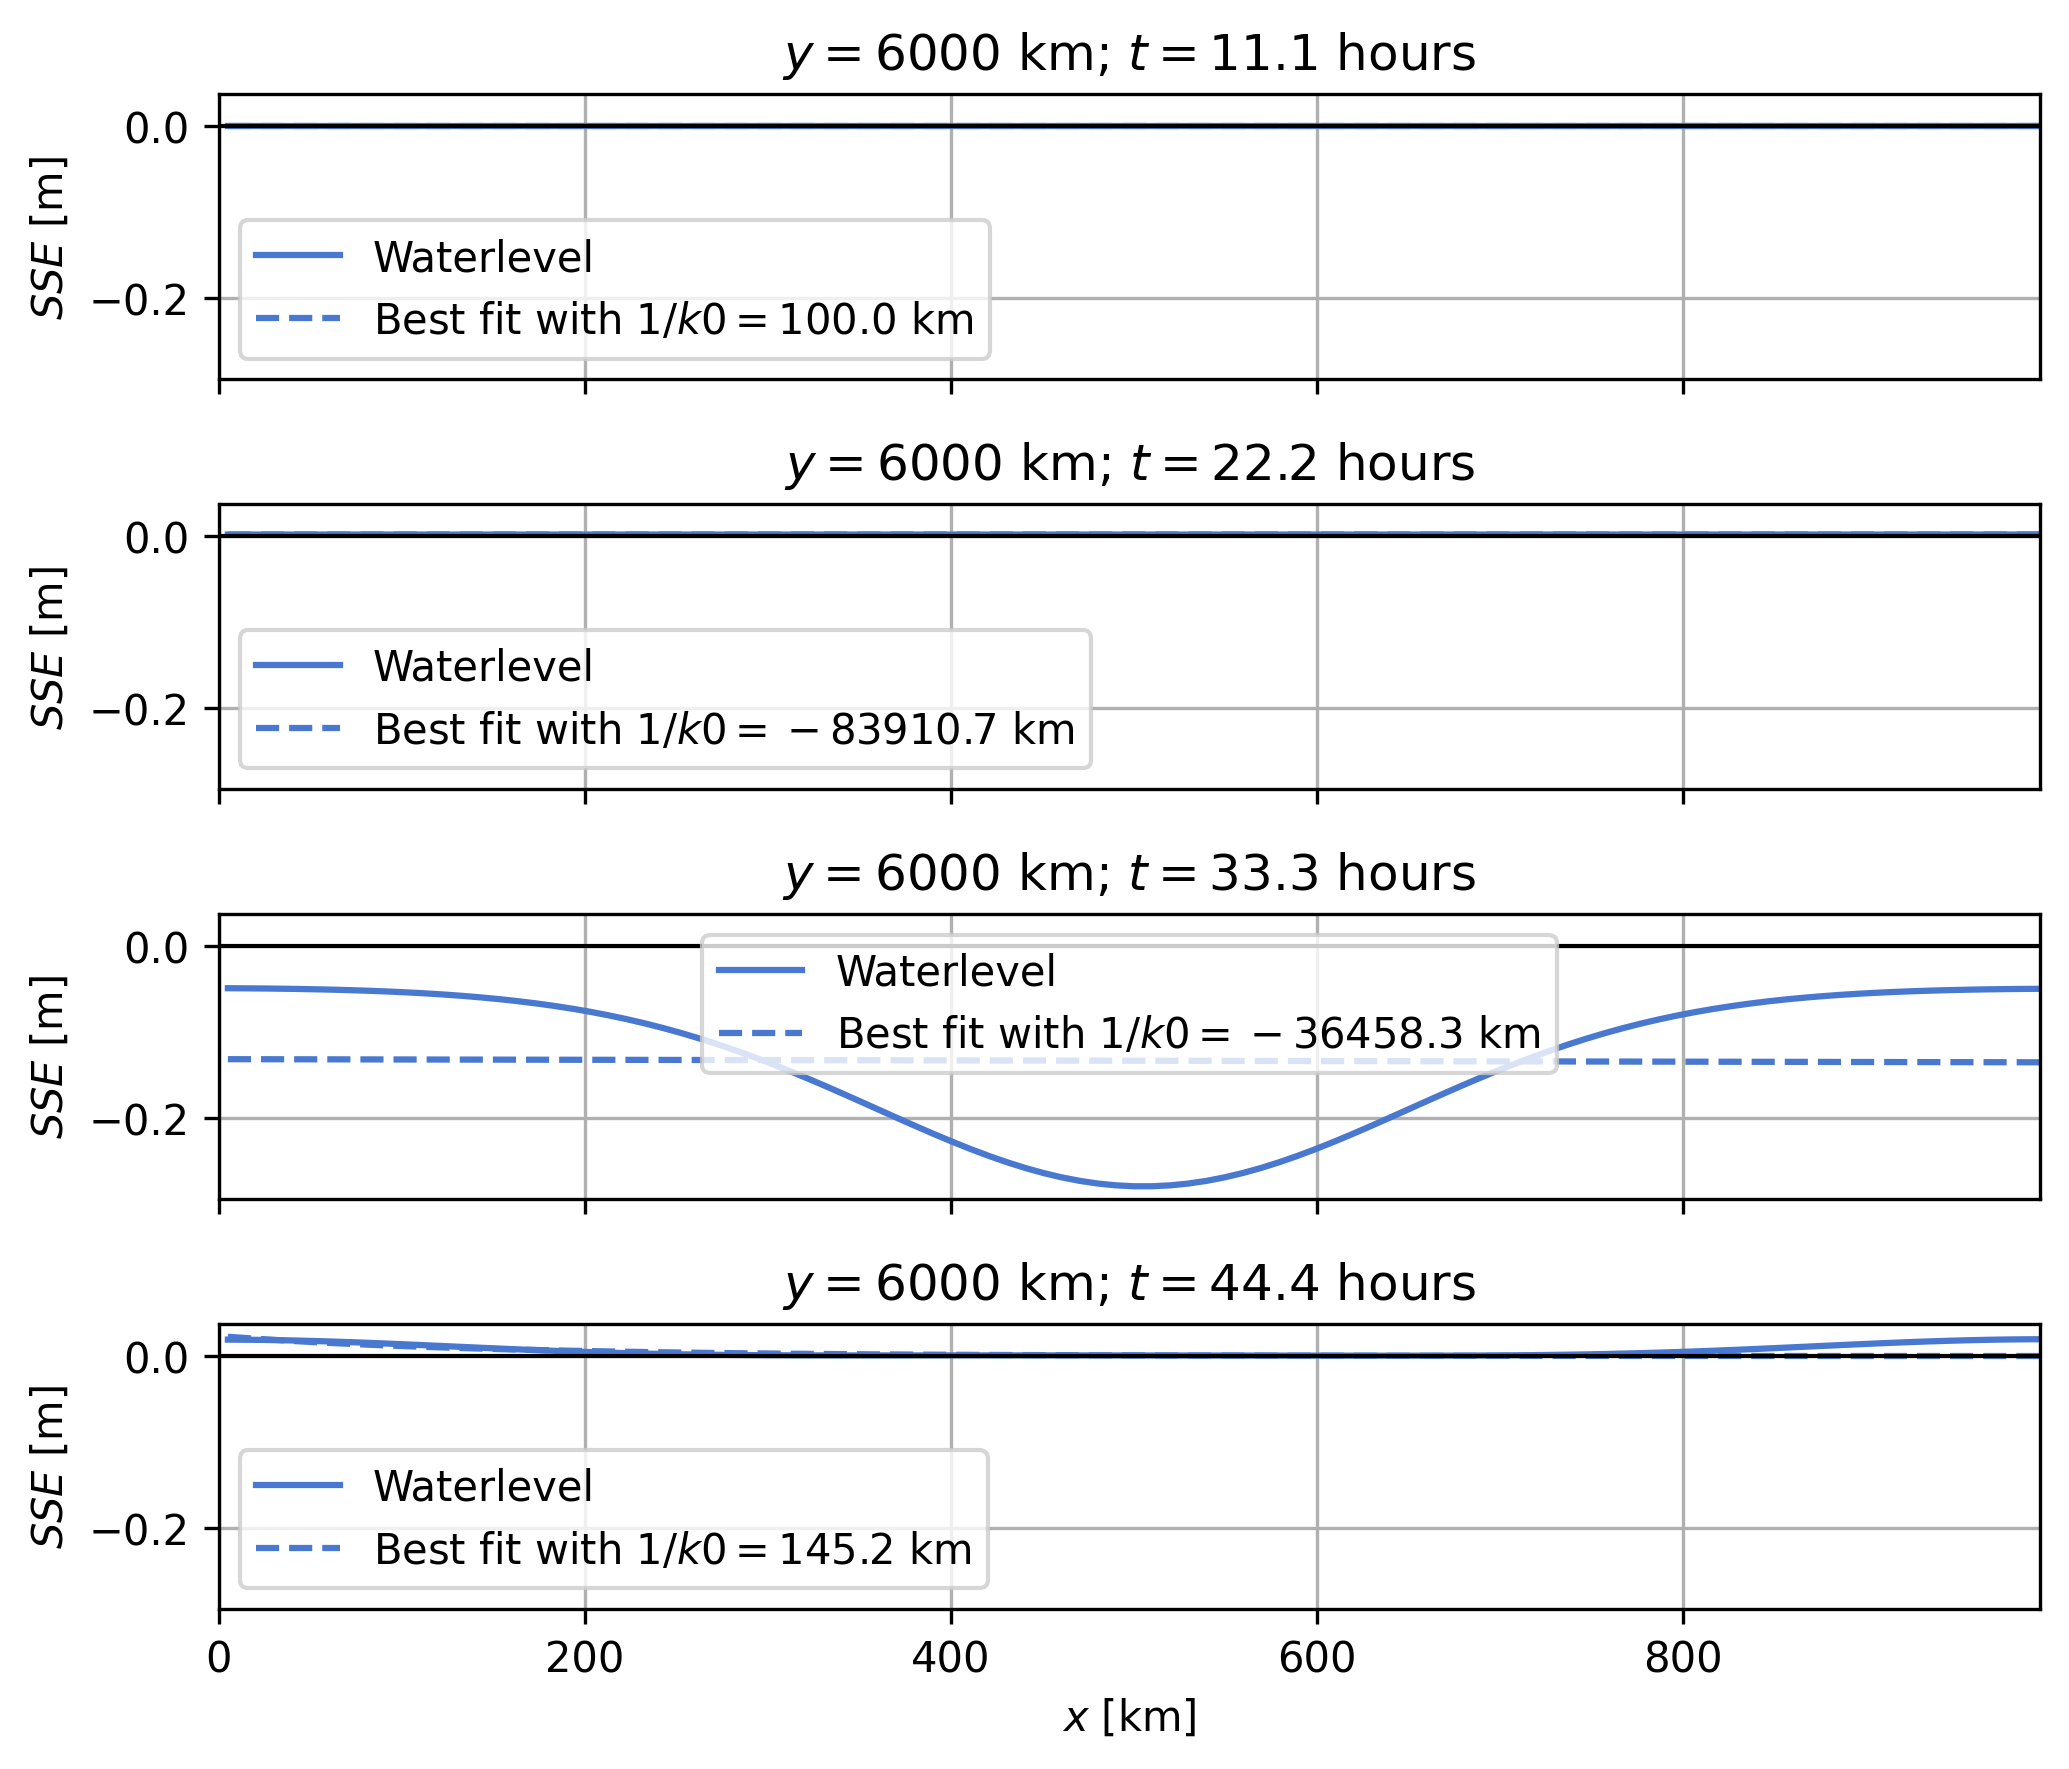 y = 6000 km; t = 11.1 hours
0.0
−0.2
SSE [m]
Waterlevel
Best fit with 1/k0 = 100.0 km
y = 6000 km; t = 22.2 hours
0.0
−0.2
SSE [m]
Waterlevel
Best fit with 1/k0 = −83910.7 km
y = 6000 km; t = 33.3 hours
0.0
−0.2
SSE [m]
Waterlevel
Best fit with 1/k0 = −36458.3 km
y = 6000 km; t = 44.4 hours
0.0
−0.2
SSE [m]
Waterlevel
Best fit with 1/k0 = 145.2 km
0 200 400 600 800
x [km]